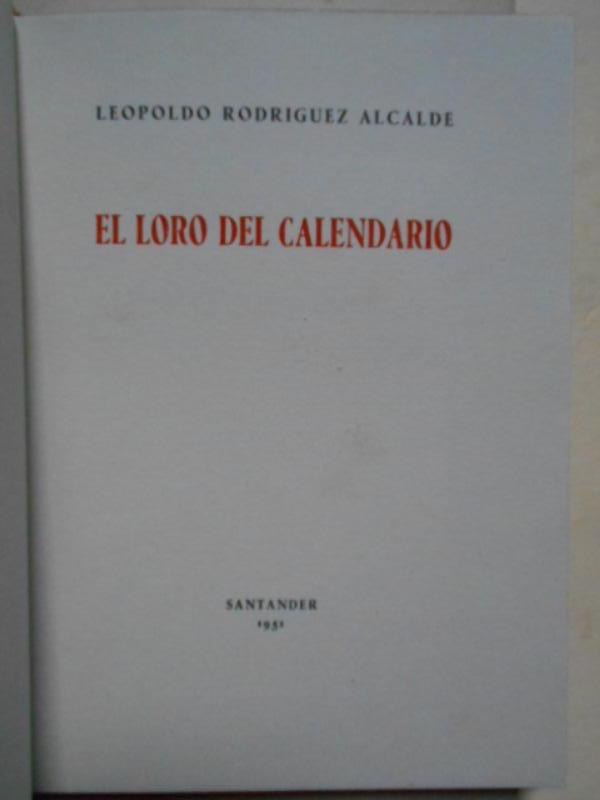 LEOPOLDO RODRIGUEZ ALCALDE
EL LORO DEL CALENDARIO
SANTANDER
1951